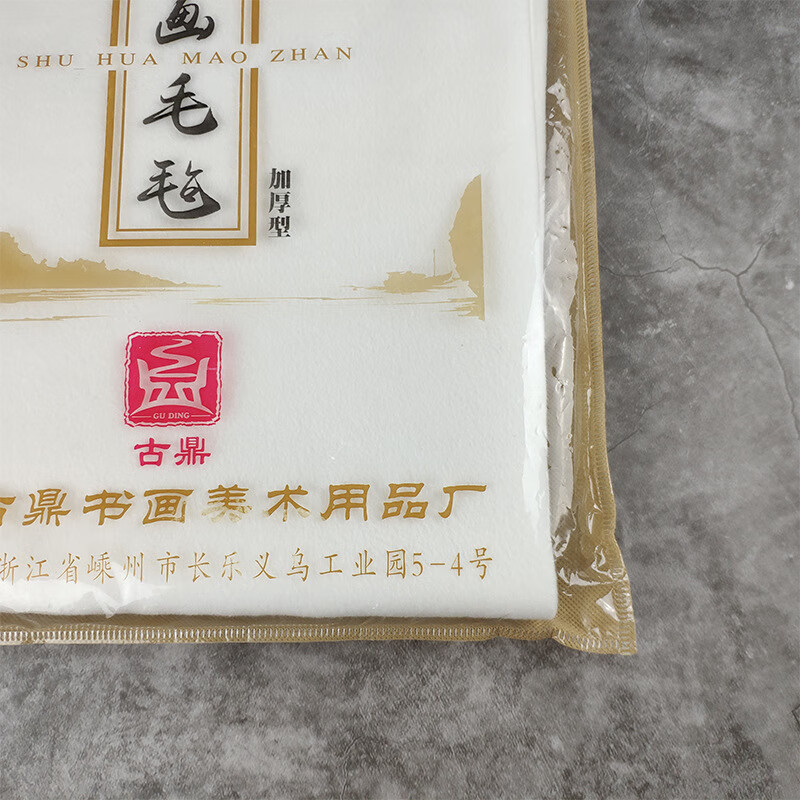 画
SHU HUA MAO ZHAN
毛
毡
加厚型
GU DING
古鼎
古鼎书画美术用品厂
浙江省嵊州市长乐义乌工业园5-4号